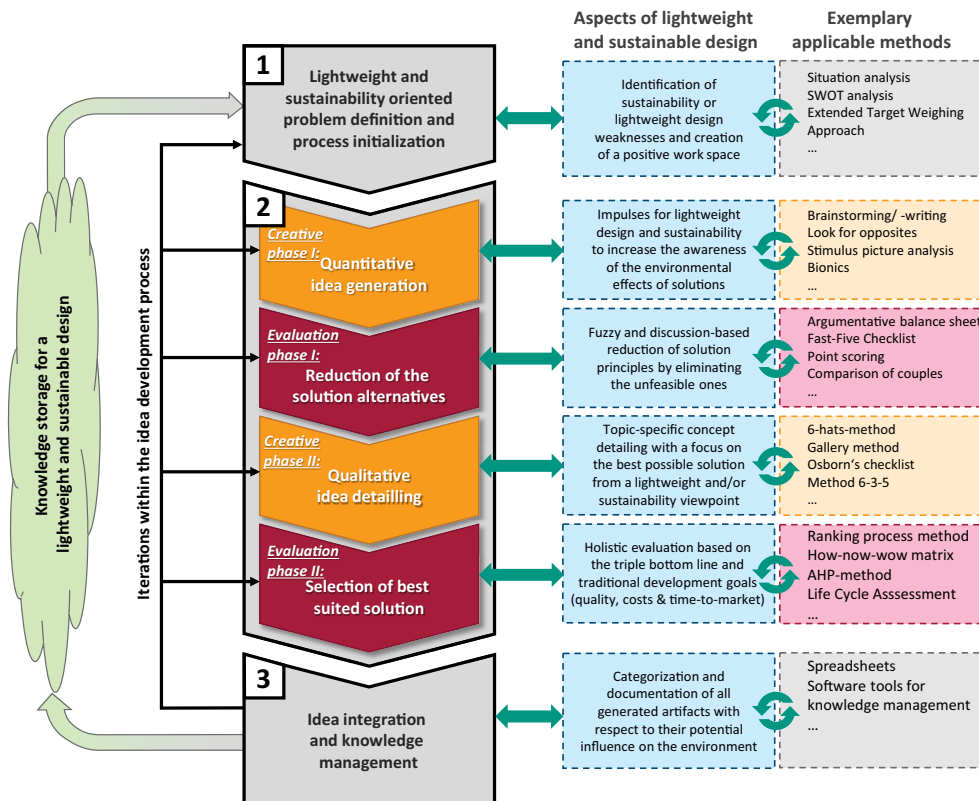 Aspects of lightweight
and sustainable design
Exemplary
applicable methods
1
Lightweight and
sustainability oriented
problem definition and
process initialization
Identification of
sustainability or
lightweight design
weaknesses and creation
of a positive work space
Situation analysis
SWOT analysis
Extended Target Weighing
Approach
...
2
Creative
phase I:
Quantitative
idea generation
Impulses for lightweight
design and sustainability
to increase the awareness
of the environmental
effects of solutions
Brainstorming/ -writing
Look for opposites
Stimulus picture analysis
Bionics
...
Evaluation
phase I:
Reduction of the
solution alternatives
Fuzzy and discussion-based
reduction of solution
principles by eliminating
the unfeasible ones
Argumentative balance sheet
Fast-Five Checklist
Point scoring
Comparison of couples
...
Creative
phase II:
Qualitative
idea detailling
Topic-specific concept
detailing with a focus on
the best possible solution
from a lightweight and/or
sustainability viewpoint
6-hats-method
Gallery method
Osborn‘s checklist
Method 6-3-5
...
Evaluation
phase II:
Selection of best
suited solution
Holistic evaluation based on
the triple bottom line and
traditional development goals
(quality, costs & time-to-market)
Ranking process method
How-now-wow matrix
AHP-method
Life Cycle Asssessment
...
3
Idea integration
and knowledge
management
Categorization and
documentation of all
generated artifacts with
respect to their potential
influence on the environment
Spreadsheets
Software tools for
knowledge management
...
Knowledge storage for a
lightweight and sustainable design
Iterations within the idea development process